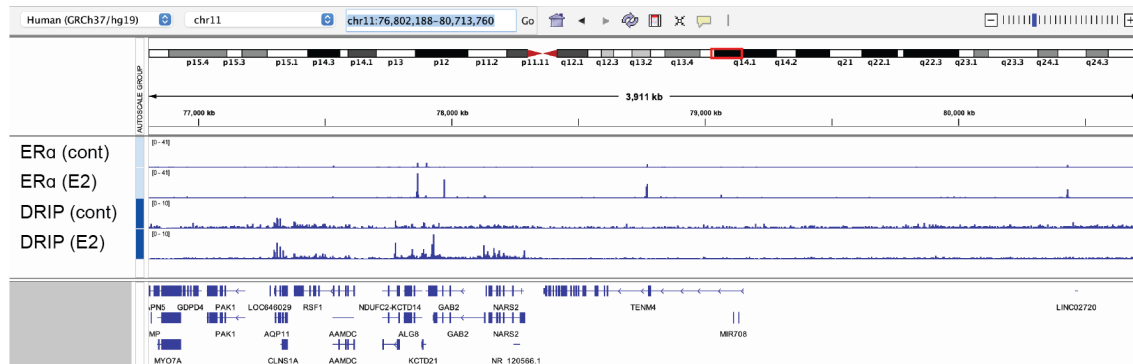 Human (GRCh37/hg19) chr11 chr11:76,802,188-80,713,760 Go
p15.4 p15.3 p15.1 p14.3 p14.1 p13 p12 p11.2 p11.11 q12.1 q12.3 q13.2 q13.4 q14.1 q14.2 q21 q22.1 q22.3 q23.1 q23.3 q24.1 q24.3
AUTOSCALE GROUP
3,911 kb
77,000 kb 78,000 kb 79,000 kb 80,000 kb
ERα (cont) [0 - 41]
ERα (E2) [0 - 41]
DRIP (cont) [0 - 10]
DRIP (E2) [0 - 10]
PN5 GDPD4 PAK1 LOC646029 RSF1 NDUFC2-KCTD14 GAB2 NARS2 TENM4 LINC02720
MP PAK1 AQP11 AAMDC ALG8 GAB2 NARS2 MIR708
MYO7A CLNS1A AAMDC KCTD21 NR_120566.1